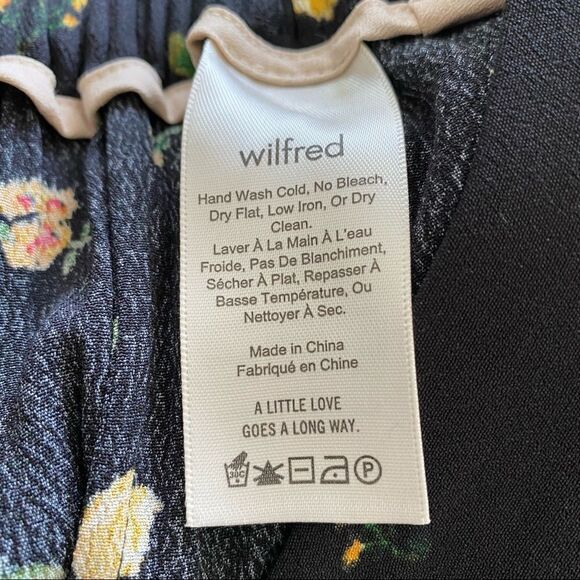 wilfred
Hand Wash Cold, No Bleach,
Dry Flat, Low Iron, Or Dry
Clean.
Laver À La Main À L'eau
Froide, Pas De Blanchiment,
Sécher À Plat, Repasser À
Basse Température, Ou
Nettoyer À Sec.
Made in China
Fabriqué en Chine
A LITTLE LOVE
GOES A LONG WAY.
30C P